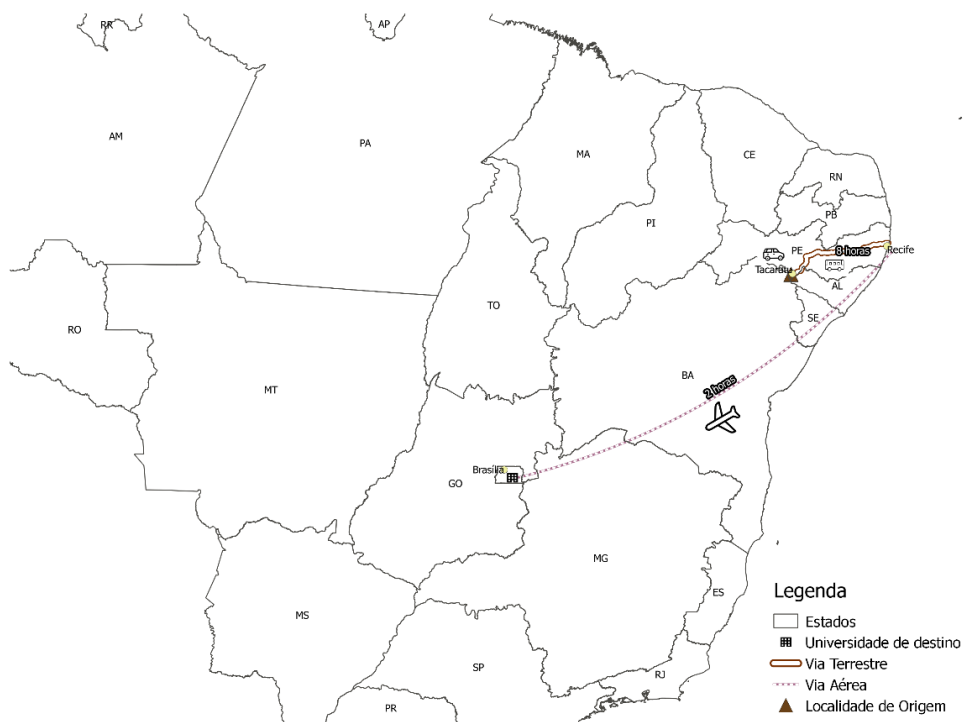 RR
AP
AM
PA
MA
CE
RN
PB
PI
PE
8 horas
Recife
Tacaratu
AL
SE
TO
RO
MT
BA
2 horas
Brasília
GO
MG
ES
MS
SP
RJ
PR
Legenda
Estados
Universidade de destino
Via Terrestre
Via Aérea
Localidade de Origem